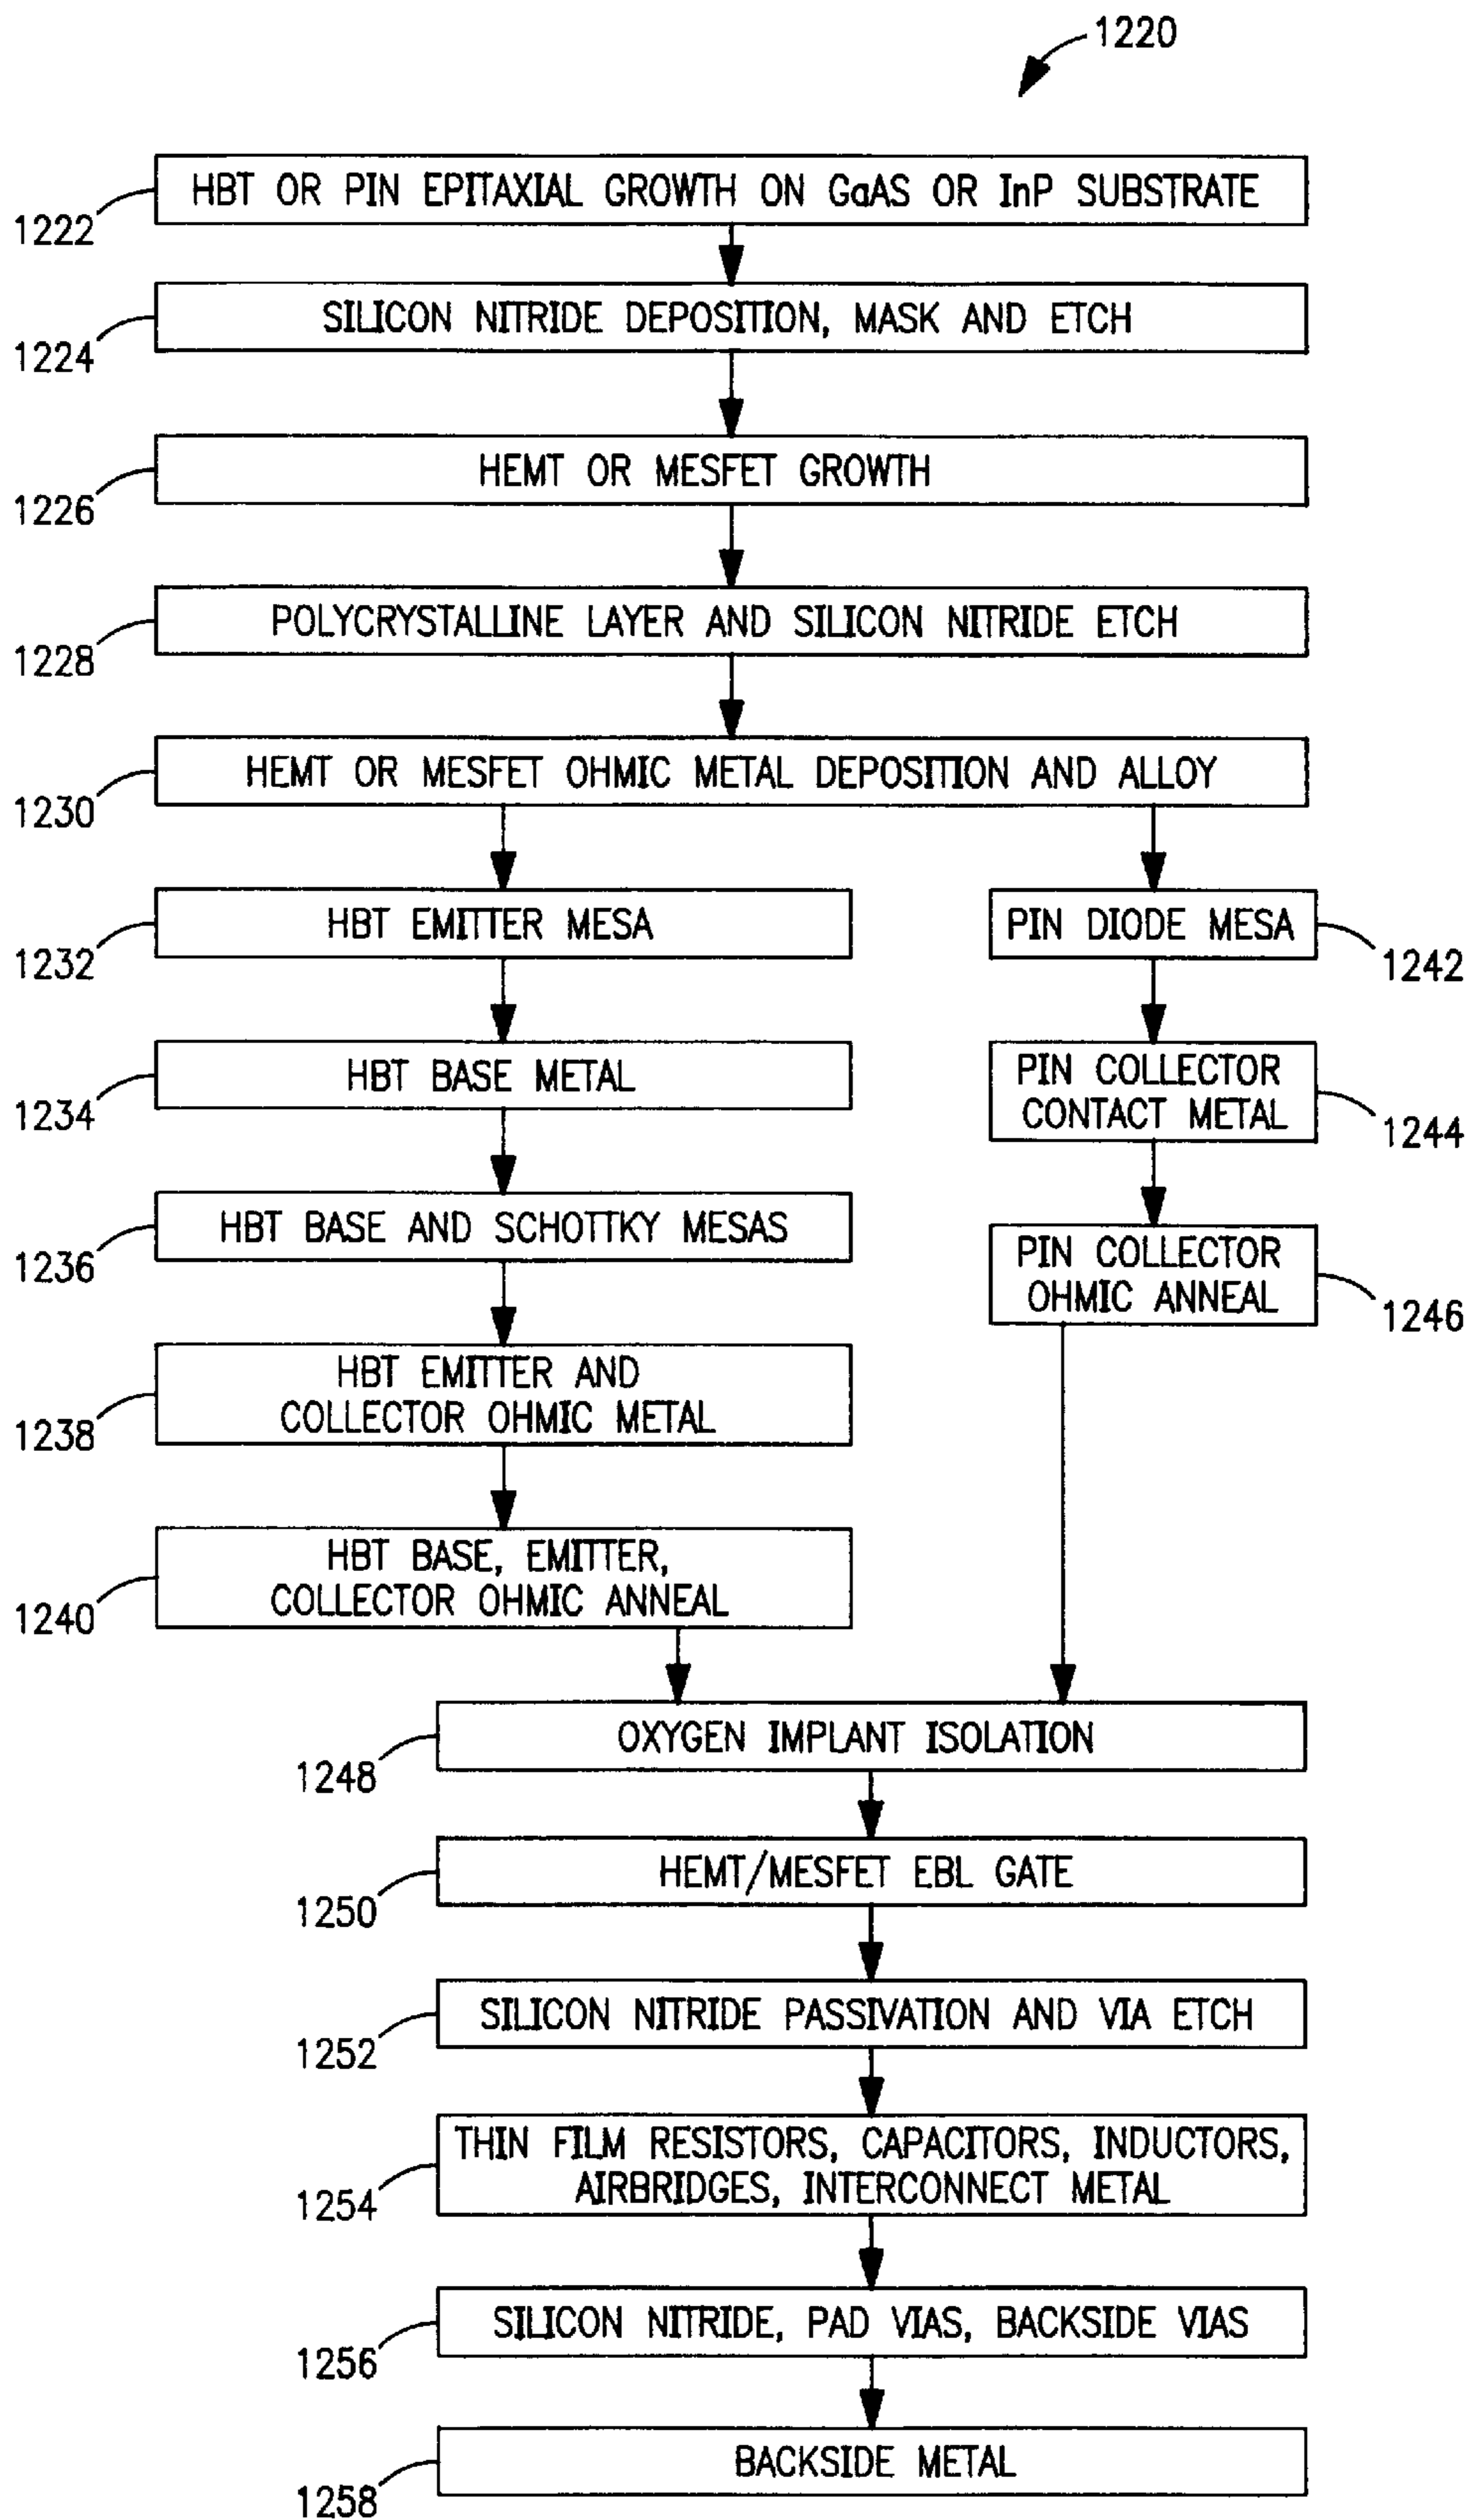 1220
HBT OR PIN EPITAXIAL GROWTH ON GaAS OR InP SUBSTRATE
1222
SILICON NITRIDE DEPOSITION, MASK AND ETCH
1224
HEMT OR MESFET GROWTH
1226
POLYCRYSTALLINE LAYER AND SILICON NITRIDE ETCH
1228
HEMT OR MESFET OHMIC METAL DEPOSITION AND ALLOY
1230
HBT EMITTER MESA
1232
HBT BASE METAL
1234
HBT BASE AND SCHOTTKY MESAS
1236
HBT EMITTER AND
COLLECTOR OHMIC METAL
1238
HBT BASE, EMITTER,
COLLECTOR OHMIC ANNEAL
1240
PIN DIODE MESA
1242
PIN COLLECTOR
CONTACT METAL
1244
PIN COLLECTOR
OHMIC ANNEAL
1246
OXYGEN IMPLANT ISOLATION
1248
HEMT/MESFET EBL GATE
1250
SILICON NITRIDE PASSIVATION AND VIA ETCH
1252
THIN FILM RESISTORS, CAPACITORS, INDUCTORS,
AIRBRIDGES, INTERCONNECT METAL
1254
SILICON NITRIDE, PAD VIAS, BACKSIDE VIAS
1256
BACKSIDE METAL
1258